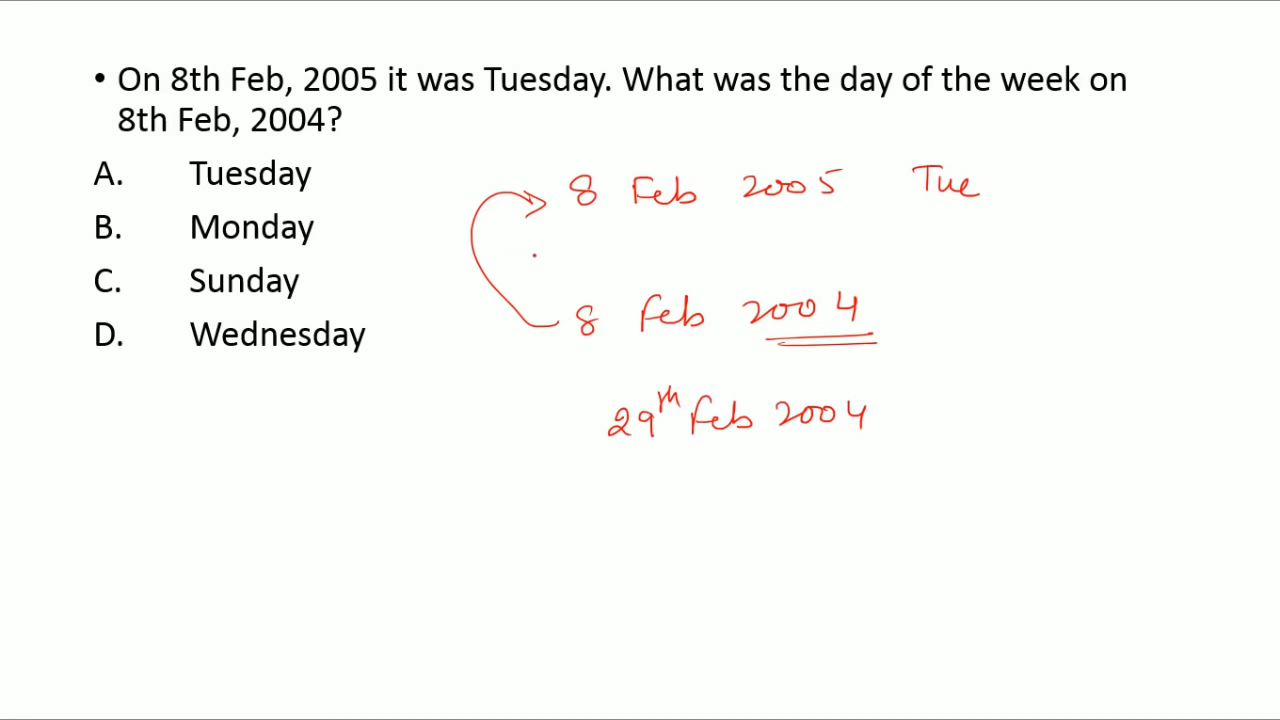 • On 8th Feb, 2005 it was Tuesday. What was the day of the week on
8th Feb, 2004?
A. Tuesday
B. Monday
C. Sunday
D. Wednesday
8 Feb 2005 Tue
8 Feb 2004
29th Feb 2004